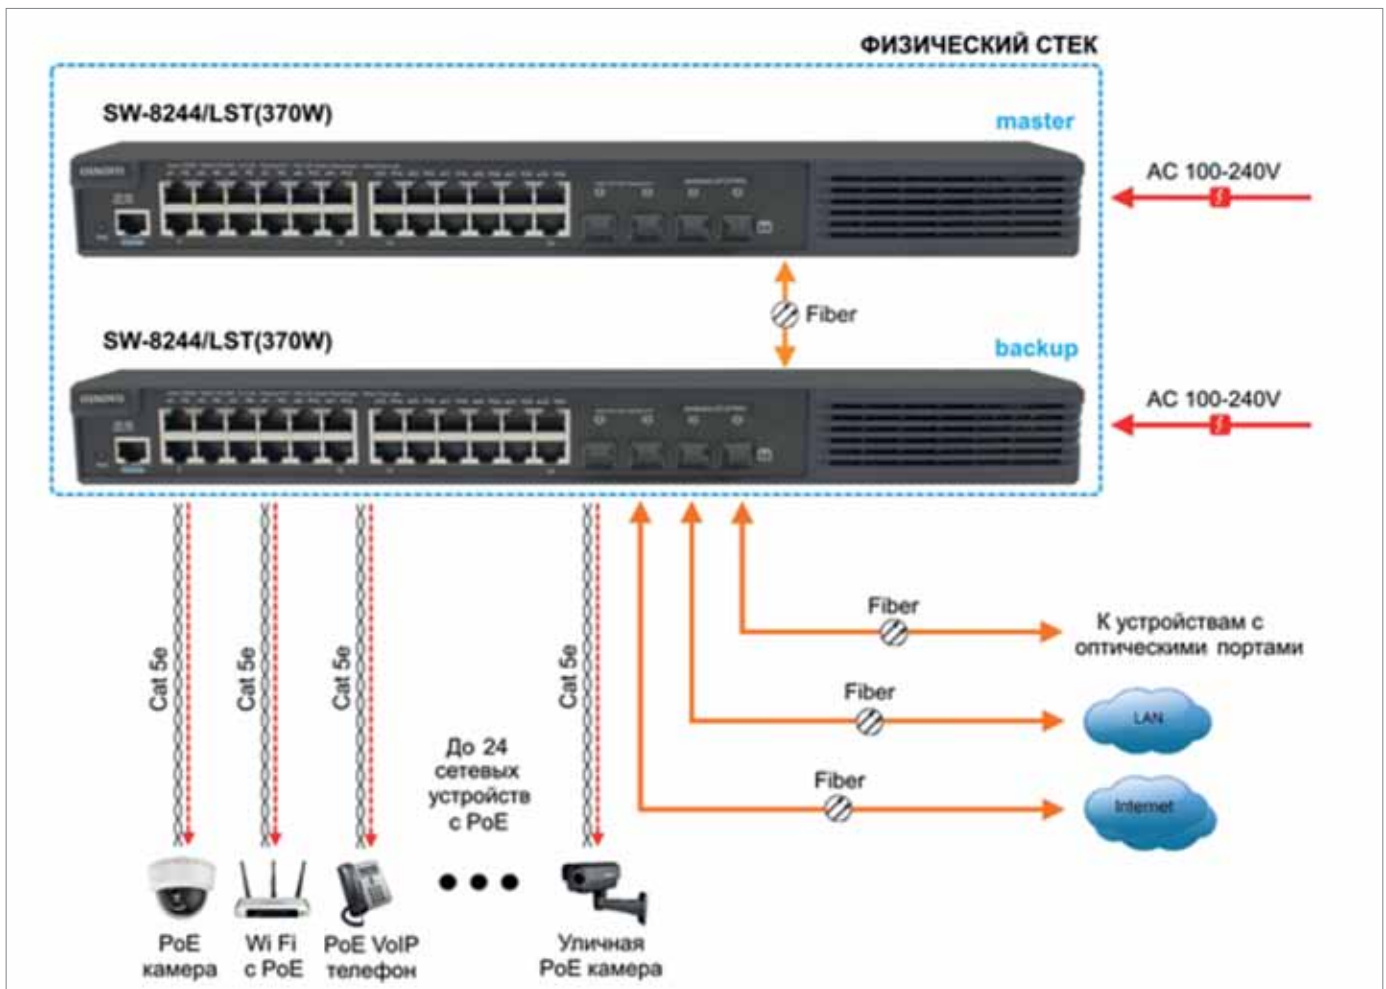 ФИЗИЧЕСКИЙ СТЕК
SW-8244/LST(370W)
master
AC 100-240V
Fiber
SW-8244/LST(370W)
backup
AC 100-240V
Cat 5e
Cat 5e
Cat 5e
Cat 5e
До 24
сетевых
устройств
с PoE
Fiber
К устройствам с
оптическими портами
Fiber
LAN
Fiber
Internet
PoE
камера
Wi Fi
с PoE
PoE VoIP
телефон
Уличная
PoE камера